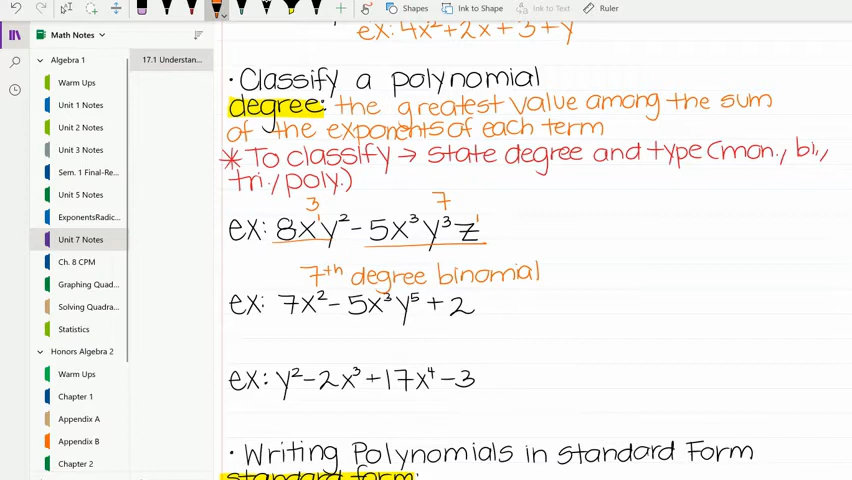 Shapes
Ink to Shape
Ink to Text
Ruler
Math Notes
Algebra 1
Warm Ups
Unit 1 Notes
Unit 2 Notes
Unit 3 Notes
Sem. 1 Final-Re...
Unit 5 Notes
ExponentsRadic...
Unit 7 Notes
Ch. 8 CPM
Graphing Quad...
Solving Quadra...
Statistics
Honors Algebra 2
Warm Ups
Chapter 1
Appendix A
Appendix B
Chapter 2
17.1 Understan...
ex: 4x²+2x+3+y
· Classify a polynomial
degree: the greatest value among the sum
of the exponents of each term
* To classify → state degree and type (mon., bi.,
tri./poly.)
3 7
ex: 8x¹y² - 5x³y³z¹
7th degree binomial
ex: 7x² - 5x³y⁵ + 2
ex: y² - 2x³ + 17x⁴ - 3
· Writing Polynomials in standard Form
standard form: